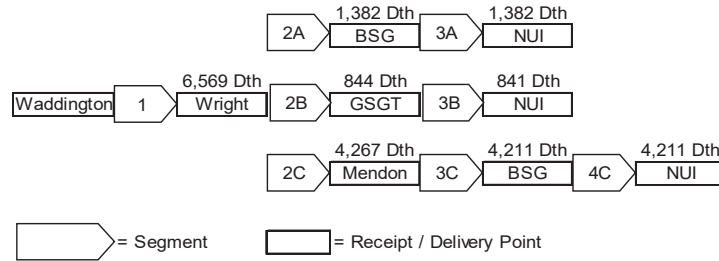 1,382 Dth 1,382 Dth
2A BSG 3A NUI
6,569 Dth 844 Dth 841 Dth
Waddington 1 Wright 2B GSGT 3B NUI
4,267 Dth 4,211 Dth 4,211 Dth
2C Mendon 3C BSG 4C NUI
= Segment = Receipt / Delivery Point